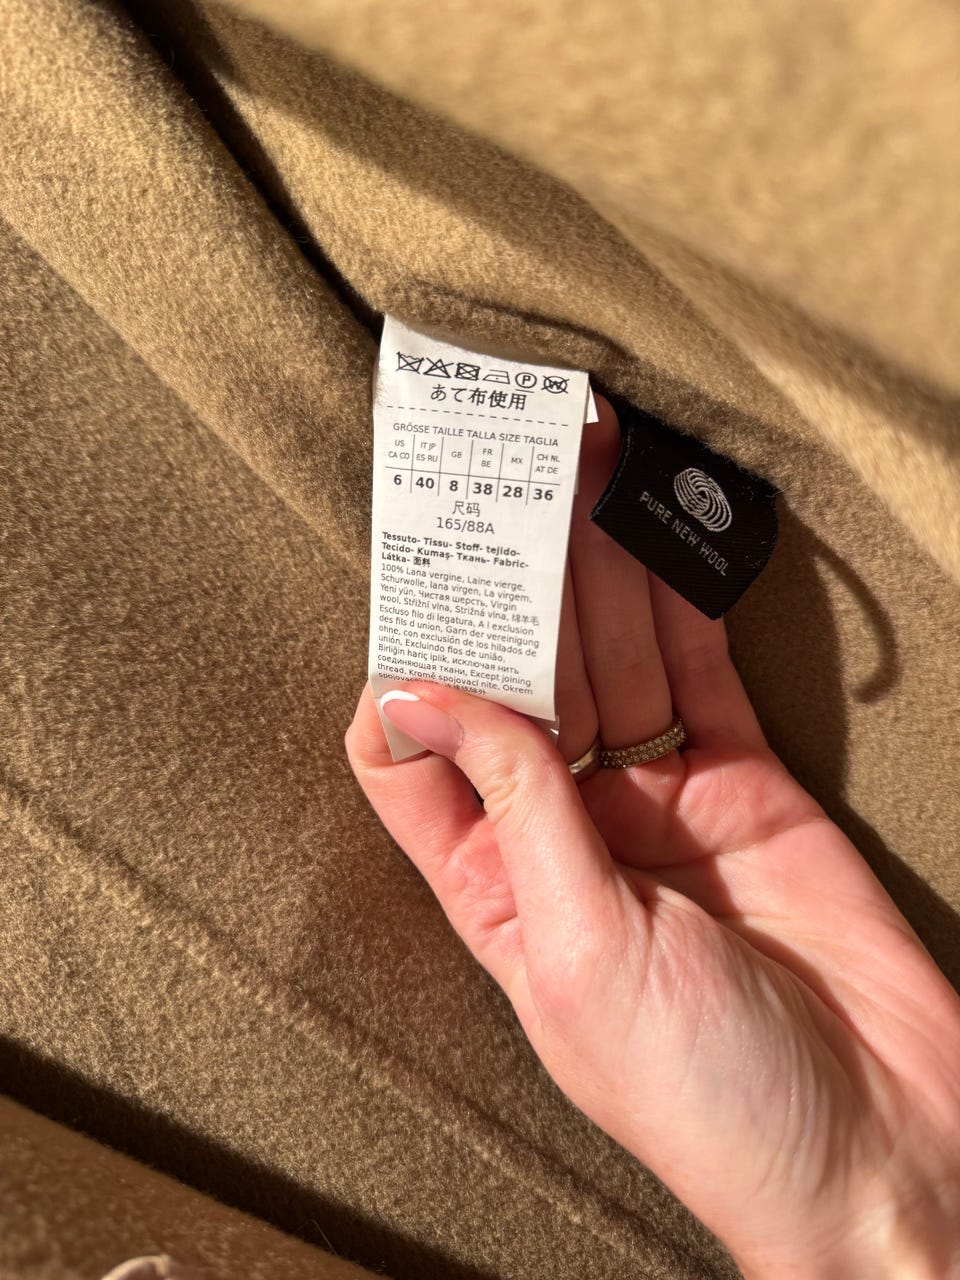 あて布使用
GRÖSSE TAILLE TALLA SIZE TAGLIA
US CA CO | IT JP ES RU | GB | FR BE | MX | CH NL AT DE
6 | 40 | 8 | 38 | 28 | 36
尺码
165/88A
Tessuto- Tissu- Stoff- tejido-
Tecido- Kumaş- Ткань- Fabric-
Látka- 面料
100% Lana vergine, Laine vierge,
Schurwolle, lana virgen, La virgem,
Yeni yün, Чистая шерсть, Virgin
wool, Střižní vlna, Strižná vlna, 绵羊毛
Escluso filo di legatura, A l exclusion
des fils d union, Garn der vereinigung
ohne, con exclusión de los hilados de
unión, Excluindo fios de união,
Birliğin hariç iplik, исключая нить
соединяющая ткани, Except joining
thread, Kromě spojovací nite, Okrem
PURE NEW WOOL